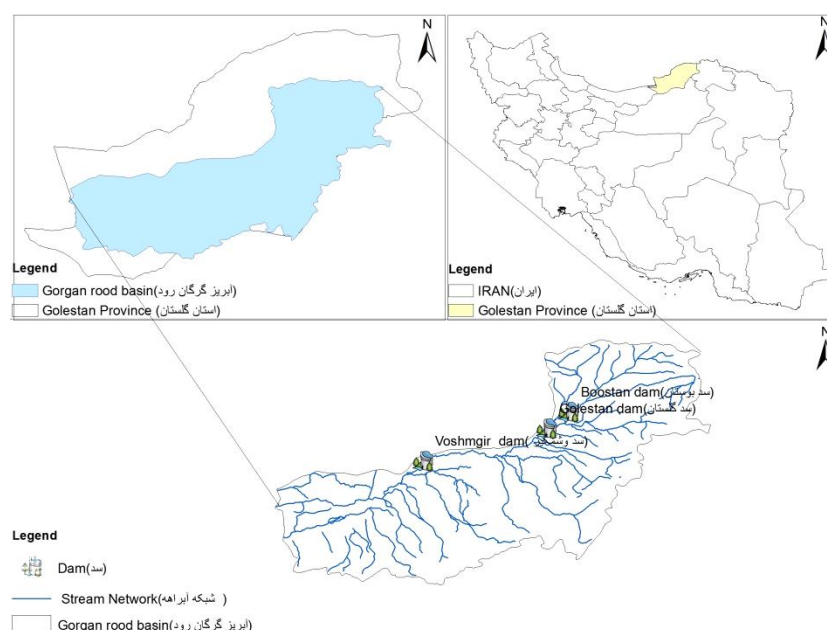 N
Legend
Gorgan rood basin(آبریز گرگان رود)
Golestan Province (استان گلستان)
N
Legend
IRAN(ایران)
Golestan Province (استان گلستان)
N
Boostan dam(سد بوستان)
Golestan dam(سد گلستان)
Voshmgir dam(سد وشمگیر)
Legend
Dam(سد)
Stream Network(شبکه آبراهه )
Gorgan rood basin(آبریز گرگان رود)